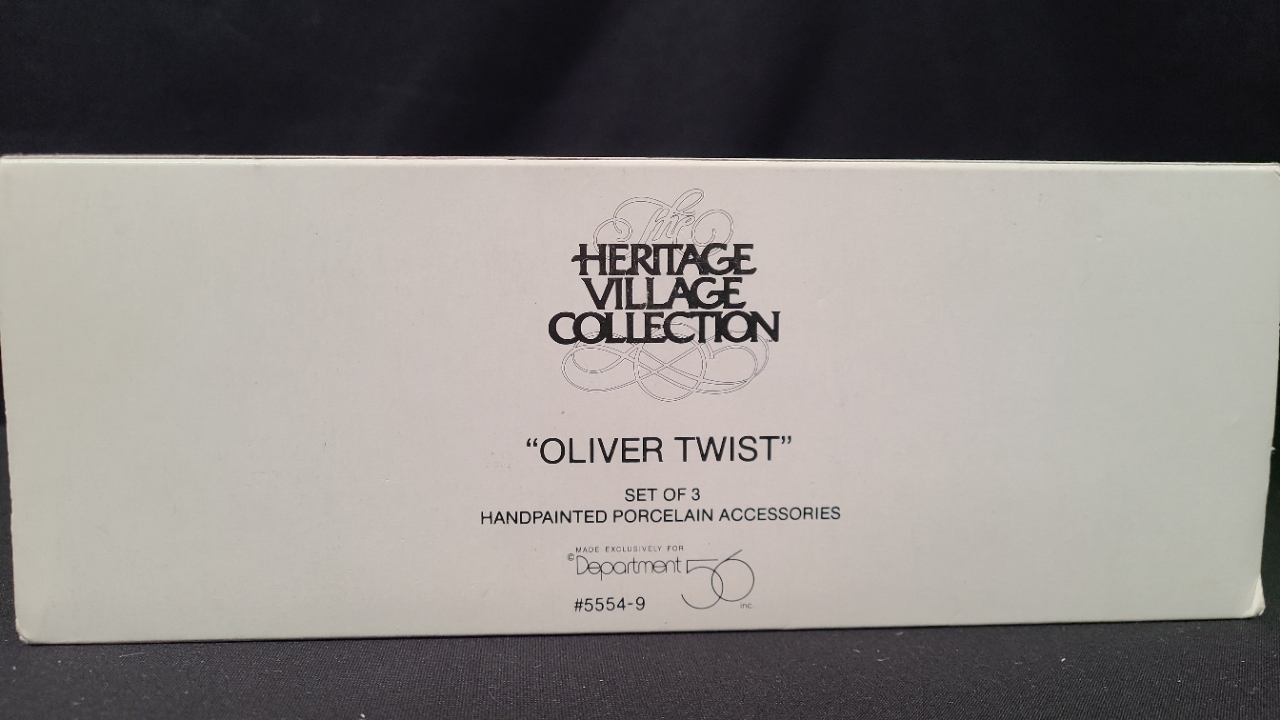 The
HERITAGE
VILLAGE
COLLECTION
“OLIVER TWIST”
SET OF 3
HANDPAINTED PORCELAIN ACCESSORIES
MADE EXCLUSIVELY FOR
©Department 56 inc.
#5554-9